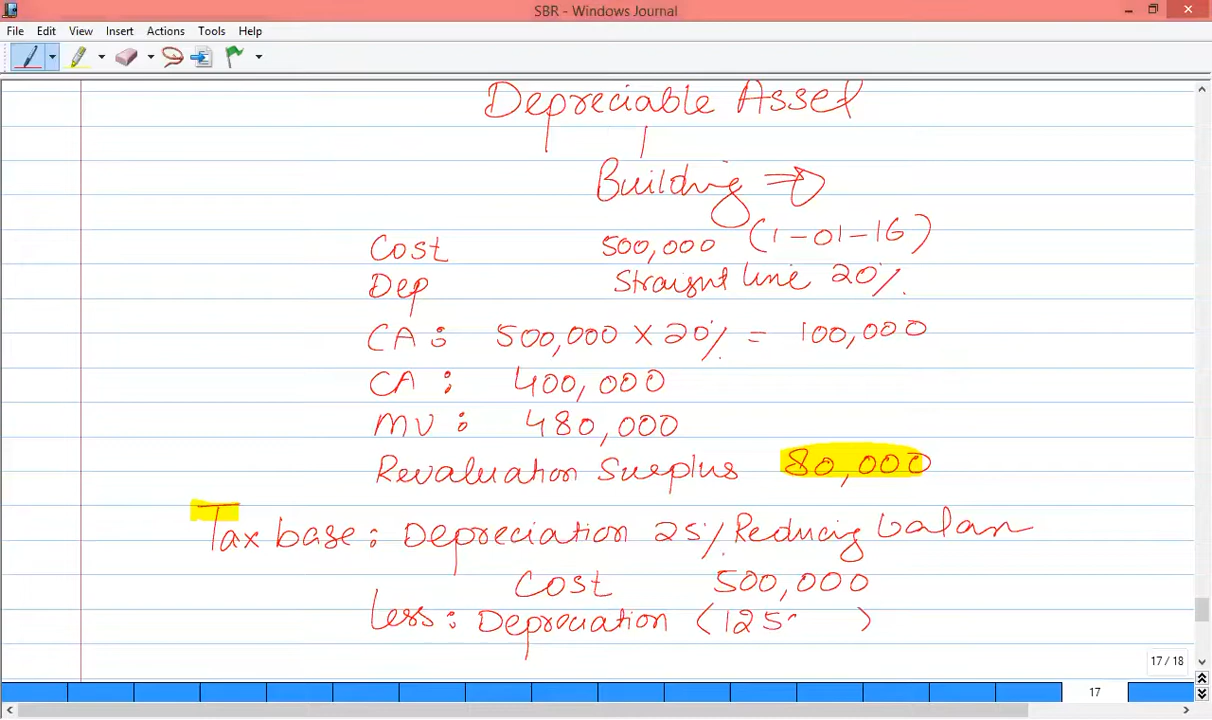 SBR - Windows Journal
File Edit View Insert Actions Tools Help
Depreciable Asset
Building →
Cost 500,000 (1-01-16)
Dep Straight line 20%
CA : 500,000 X 20% = 100,000
CA : 400,000
MV : 480,000
Revaluation Surplus 80,000
Tax base : Depreciation 25% Reducing balan
Cost 500,000
less : Depreciation (125 )
17 / 18
17